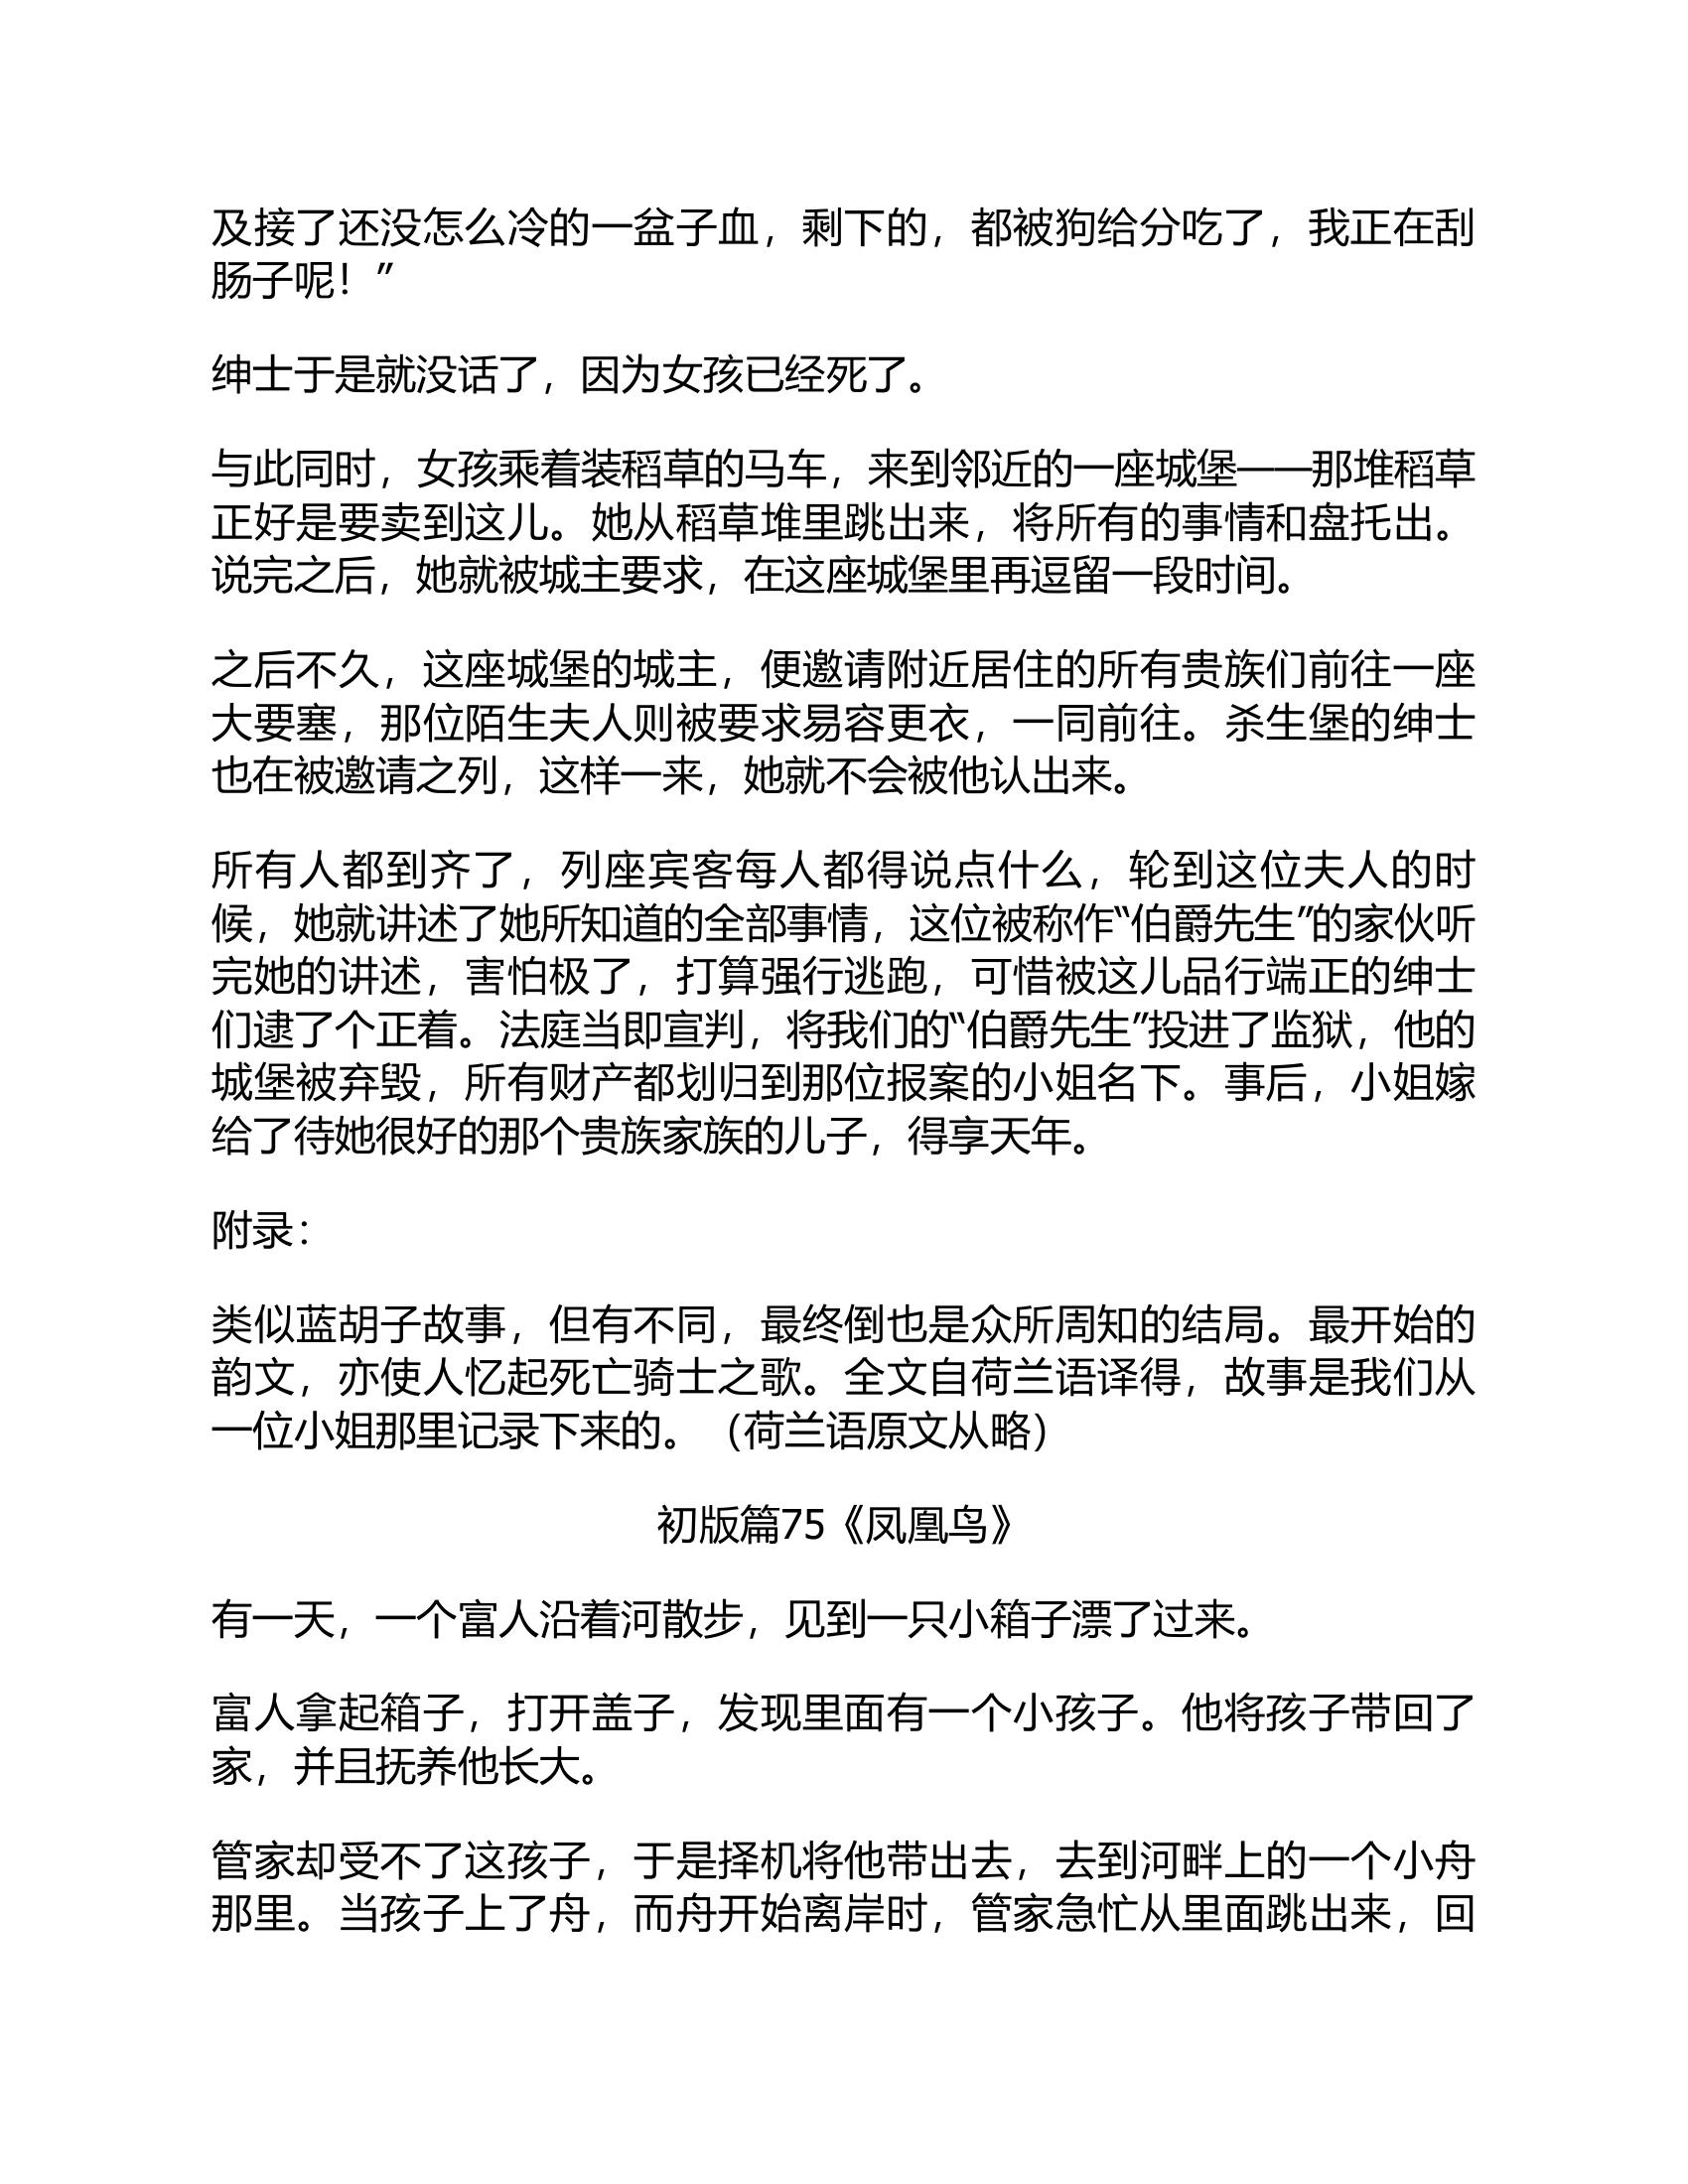 及接了还没怎么冷的一盆子血，剩下的，都被狗给分吃了，我正在刮
肠子呢！”
绅士于是就没话了，因为女孩已经死了。
与此同时，女孩乘着装稻草的马车，来到邻近的一座城堡——那堆稻草
正好是要卖到这儿。她从稻草堆里跳出来，将所有的事情和盘托出。
说完之后，她就被城主要求，在这座城堡里再逗留一段时间。
之后不久，这座城堡的城主，便邀请附近居住的所有贵族们前往一座
大要塞，那位陌生夫人则被要求易容更衣，一同前往。杀生堡的绅士
也在被邀请之列，这样一来，她就不会被他认出来。
所有人都到齐了，列座宾客每人都得说点什么，轮到这位夫人的时
候，她就讲述了她所知道的全部事情，这位被称作“伯爵先生”的家伙听
完她的讲述，害怕极了，打算强行逃跑，可惜被这儿品行端正的绅士
们逮了个正着。法庭当即宣判，将我们的“伯爵先生”投进了监狱，他的
城堡被弃毁，所有财产都划归到那位报案的小姐名下。事后，小姐嫁
给了待她很好的那个贵族家族的儿子，得享天年。
附录：
类似蓝胡子故事，但有不同，最终倒也是众所周知的结局。最开始的
韵文，亦使人忆起死亡骑士之歌。全文自荷兰语译得，故事是我们从
一位小姐那里记录下来的。（荷兰语原文从略）
初版篇75《凤凰鸟》
有一天，一个富人沿着河散步，见到一只小箱子漂了过来。
富人拿起箱子，打开盖子，发现里面有一个小孩子。他将孩子带回了
家，并且抚养他长大。
管家却受不了这孩子，于是择机将他带出去，去到河畔上的一个小舟
那里。当孩子上了舟，而舟开始离岸时，管家急忙从里面跳出来，回